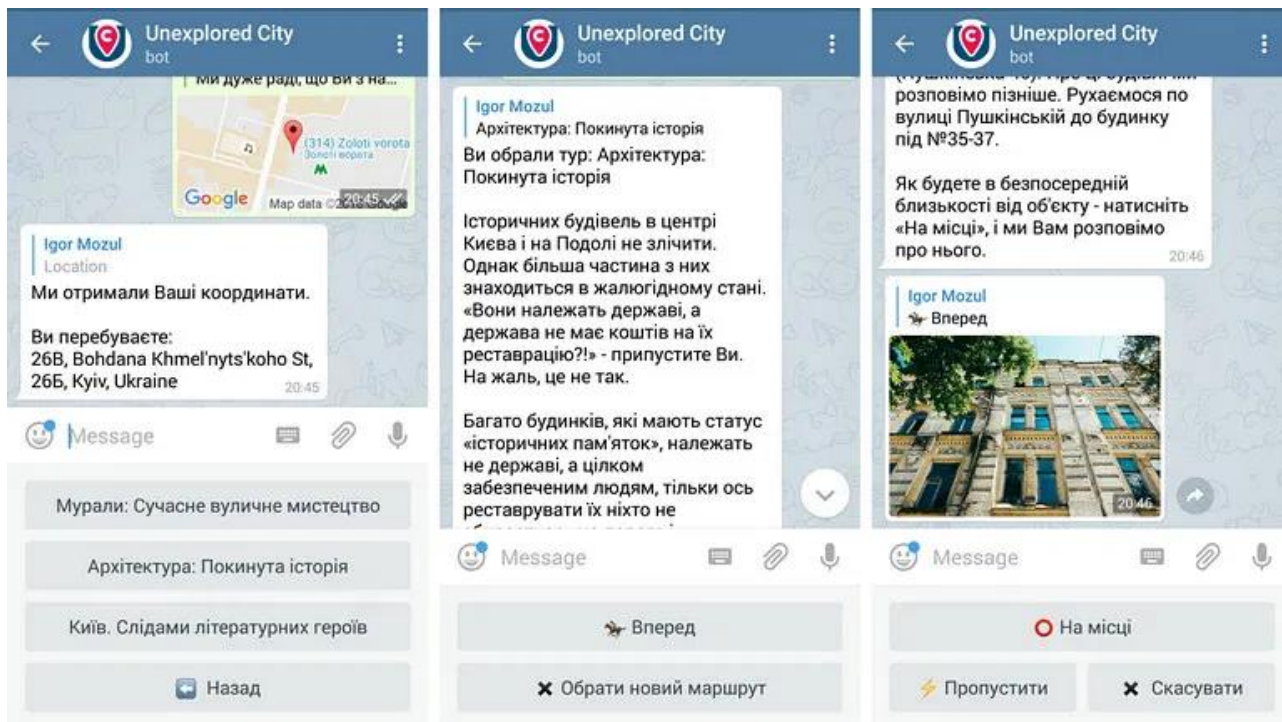 Unexplored City
bot
Ми дуже раді, що Ви з на...
(314) Zoloti vorota
Золоті ворота
Google
Map data ©
20:45
Igor Mozul
Location
Ми отримали Ваші координати.
Ви перебуваєте:
26B, Bohdana Khmel'nyts'koho St,
26Б, Kyiv, Ukraine
20:45
Message
Мурали: Сучасне вуличне мистецтво
Архітектура: Покинута історія
Київ. Слідами літературних героїв
Назад
Unexplored City
bot
Igor Mozul
Архітектура: Покинута історія
Ви обрали тур: Архітектура:
Покинута історія
Історичних будівель в центрі
Києва і на Подолі не злічити.
Однак більша частина з них
знаходиться в жалюгідному стані.
«Вони належать державі, а
держава не має коштів на їх
реставрацію?!» - припустите Ви.
На жаль, це не так.
Багато будинків, які мають статус
«історичних пам'яток», належать
не державі, а цілком
забезпеченим людям, тільки ось
реставрувати їх ніхто не
Message
Вперед
Обрати новий маршрут
Unexplored City
bot
розповімо пізніше. Рухаємося по
вулиці Пушкінській до будинку
під №35-37.
Як будете в безпосередній
близькості від об'єкту - натисніть
«На місці», і ми Вам розповімо
про нього.
20:46
Igor Mozul
Вперед
20:46
Message
На місці
Пропустити
Скасувати